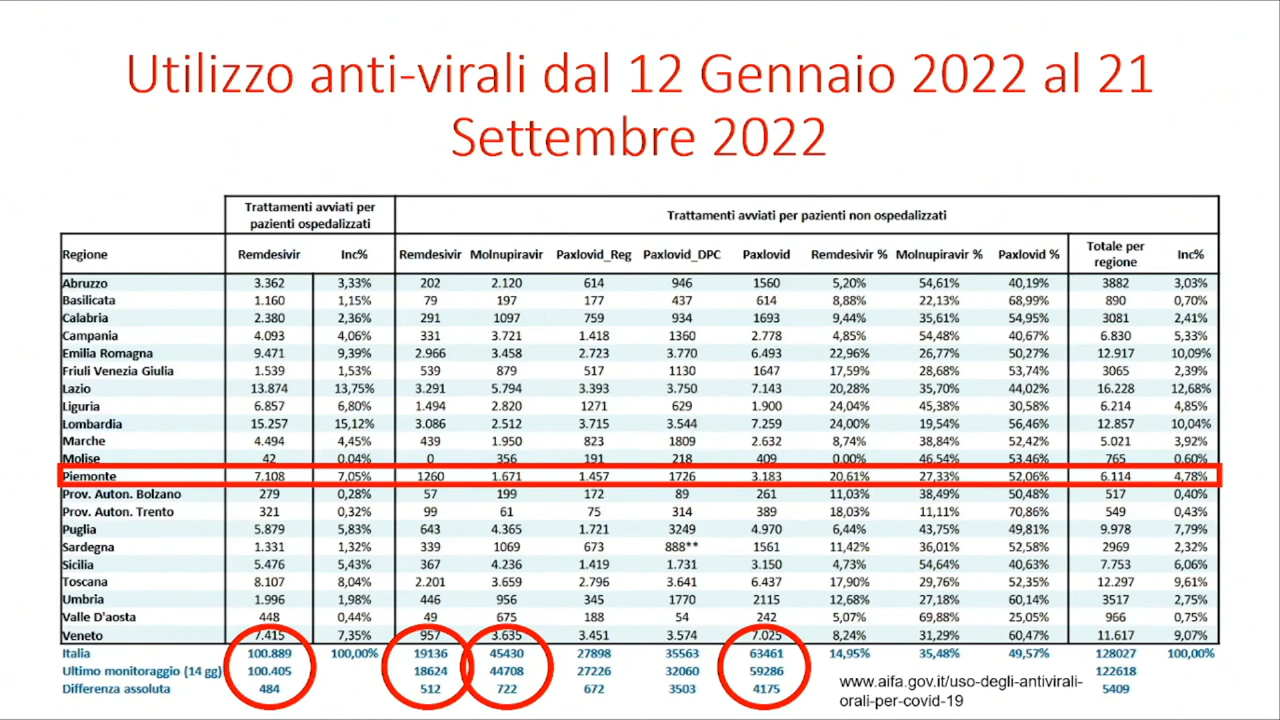 Utilizzo anti-virali dal 12 Gennaio 2022 al 21
Settembre 2022
Trattamenti avviati per
pazienti ospedalizzati
Trattamenti avviati per pazienti non ospedalizzati
Regione Remdesivir Inc% Remdesivir Molnupiravir Paxlovid_Reg Paxlovid_DPC Paxlovid Remdesivir % Molnupiravir % Paxlovid % Totale per regione Inc%
Abruzzo 3.362 3,33% 202 2.120 614 946 1560 5,20% 54,61% 40,19% 3882 3,03%
Basilicata 1.160 1,15% 79 197 177 437 614 8,88% 22,13% 68,99% 890 0,70%
Calabria 2.380 2,36% 291 1097 759 934 1693 9,44% 35,61% 54,95% 3081 2,41%
Campania 4.093 4,06% 331 3.721 1.418 1360 2.778 4,85% 54,48% 40,67% 6.830 5,33%
Emilia Romagna 9.471 9,39% 2.966 3.458 2.723 3.770 6.493 22,96% 26,77% 50,27% 12.917 10,09%
Friuli Venezia Giulia 1.539 1,53% 539 879 517 1130 1647 17,59% 28,68% 53,74% 3065 2,39%
Lazio 13.874 13,75% 3.291 5.794 3.393 3.750 7.143 20,28% 35,70% 44,02% 16.228 12,68%
Liguria 6.857 6,80% 1.494 2.820 1271 629 1.900 24,04% 45,38% 30,58% 6.214 4,85%
Lombardia 15.257 15,12% 3.086 2.512 3.715 3.544 7.259 24,00% 19,54% 56,46% 12.857 10,04%
Marche 4.494 4,45% 439 1.950 823 1809 2.632 8,74% 38,84% 52,42% 5.021 3,92%
Molise 42 0,04% 0 356 191 218 409 0,00% 46,54% 53,46% 765 0,60%
Piemonte 7.108 7,05% 1260 1.671 1.457 1726 3.183 20,61% 27,33% 52,06% 6.114 4,78%
Prov. Auton. Bolzano 279 0,28% 57 199 172 89 261 11,03% 38,49% 50,48% 517 0,40%
Prov. Auton. Trento 321 0,32% 99 61 75 314 389 18,03% 11,11% 70,86% 549 0,43%
Puglia 5.879 5,83% 643 4.365 1.721 3249 4.970 6,44% 43,75% 49,81% 9.978 7,79%
Sardegna 1.331 1,32% 339 1069 673 888** 1561 11,42% 36,01% 52,58% 2969 2,32%
Sicilia 5.476 5,43% 367 4.236 1.419 1.731 3.150 4,73% 54,64% 40,63% 7.753 6,06%
Toscana 8.107 8,04% 2.201 3.659 2.796 3.641 6.437 17,90% 29,76% 52,35% 12.297 9,61%
Umbria 1.996 1,98% 446 956 345 1770 2115 12,68% 27,18% 60,14% 3517 2,75%
Valle D'aosta 448 0,44% 49 675 188 54 242 5,07% 69,88% 25,05% 966 0,75%
Veneto 7.415 7,35% 957 3.635 3.451 3.574 7.025 8,24% 31,29% 60,47% 11.617 9,07%
Italia 100.889 100,00% 19136 45430 27898 35563 63461 14,95% 35,48% 49,57% 128027 100,00%
Ultimo monitoraggio (14 gg) 100.405 18624 44708 27226 32060 59286 122618
Differenza assoluta 484 512 722 672 3503 4175 5409
www.aifa.gov.it/uso-degli-antivirali-
orali-per-covid-19